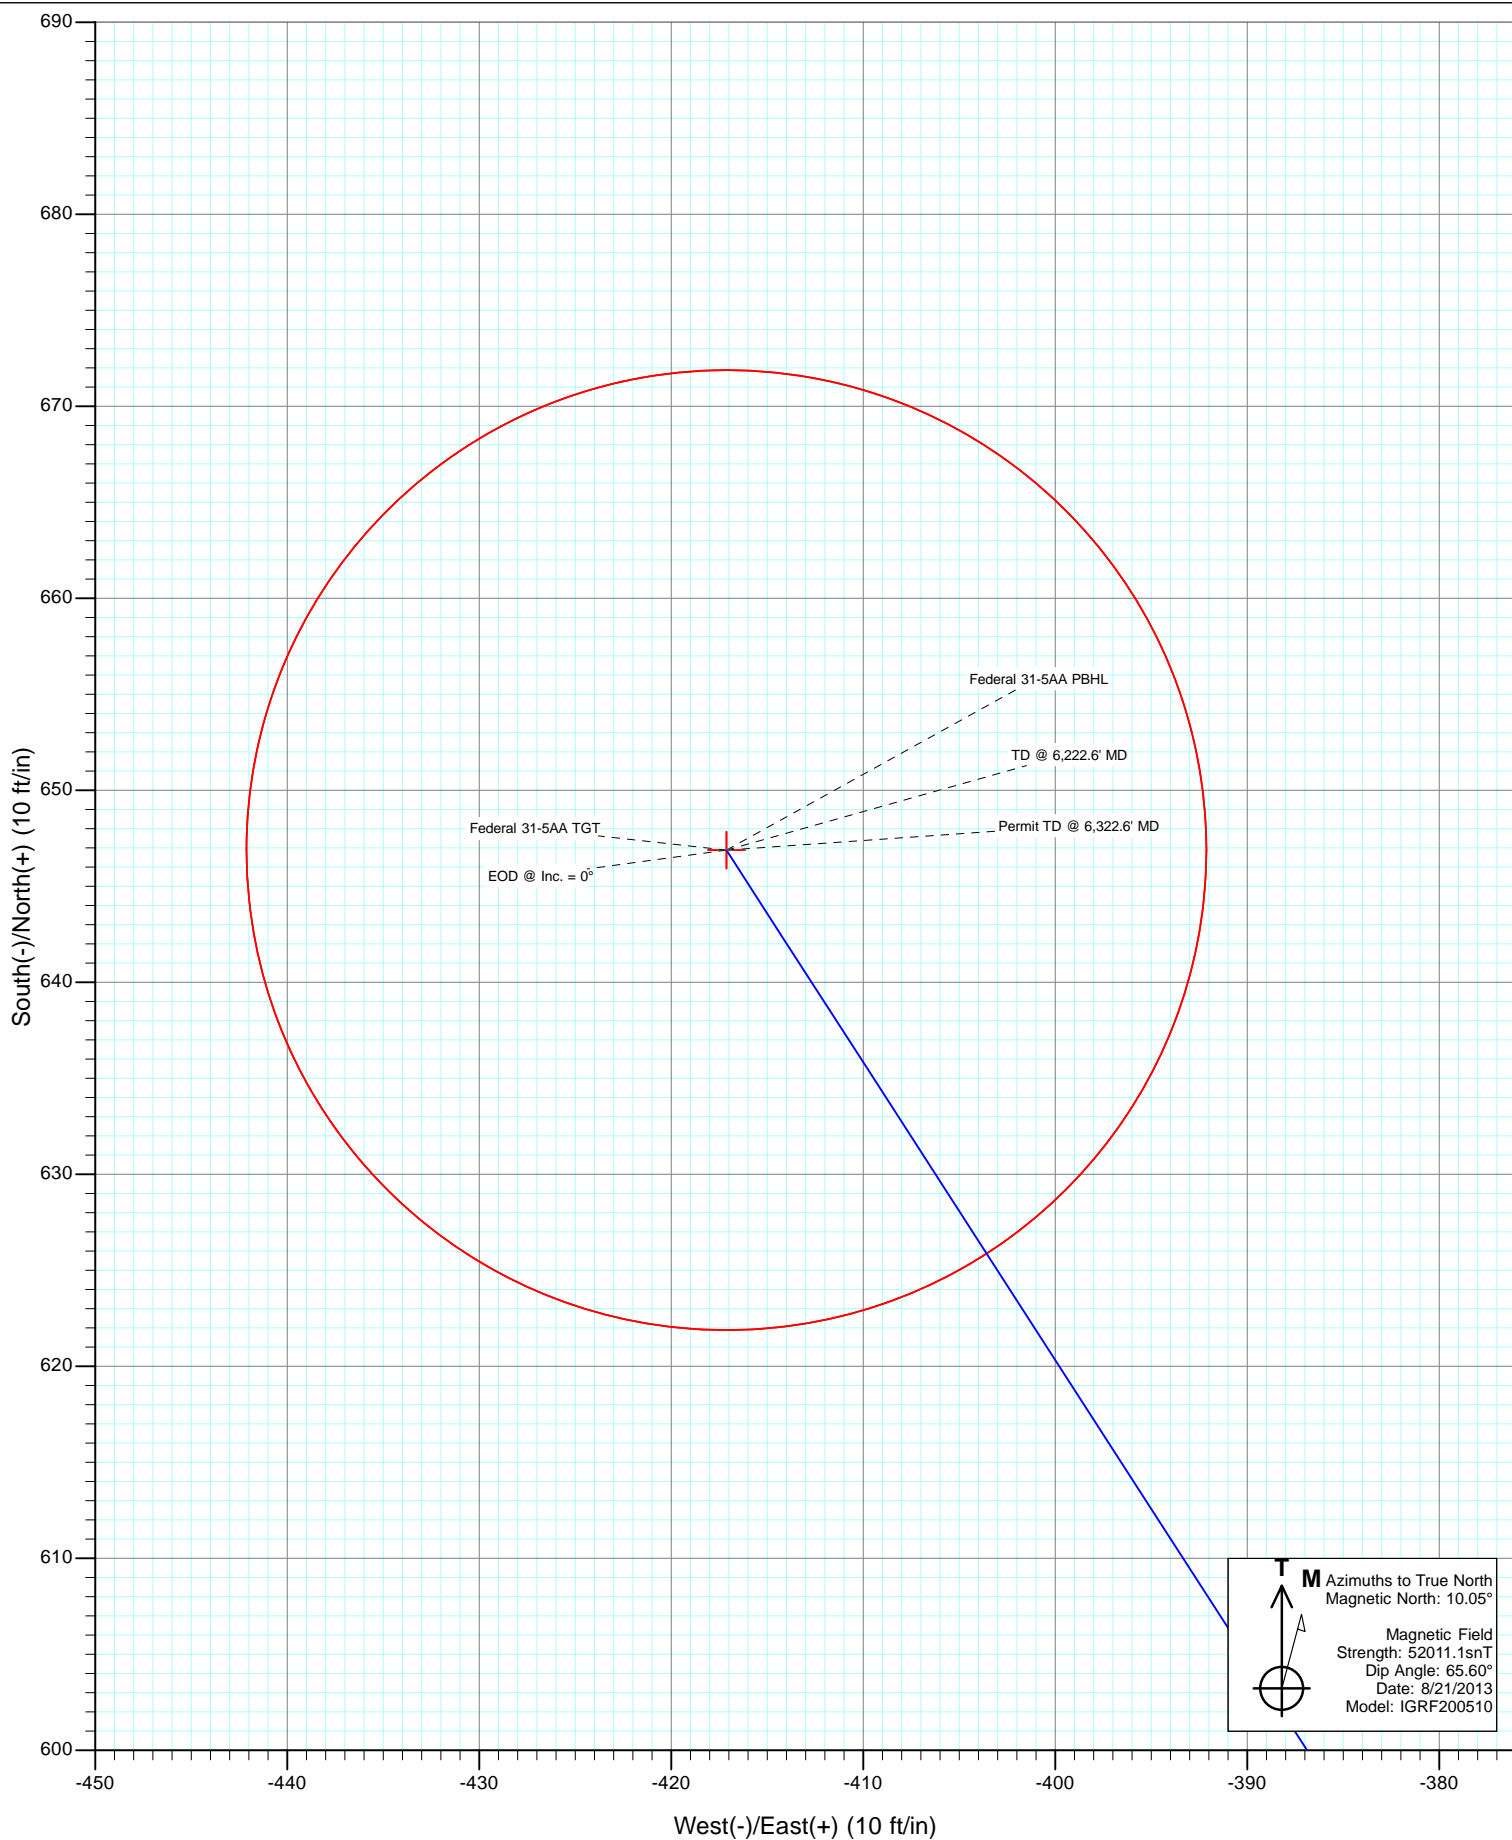 690
680
670
660
650
640
630
620
610
600
South(-)/North(+) (10 ft/in)
Federal 31-5AA PBHL
TD @ 6,222.6' MD
Permit TD @ 6,322.6' MD
Federal 31-5AA TGT
EOD @ Inc. = 0°
T
M
Azimuths to True North
Magnetic North: 10.05°
Magnetic Field
Strength: 52011.1snT
Dip Angle: 65.60°
Date: 8/21/2013
Model: IGRF200510
-450
-440
-430
-420
-410
-400
-390
-380
West(-)/East(+) (10 ft/in)